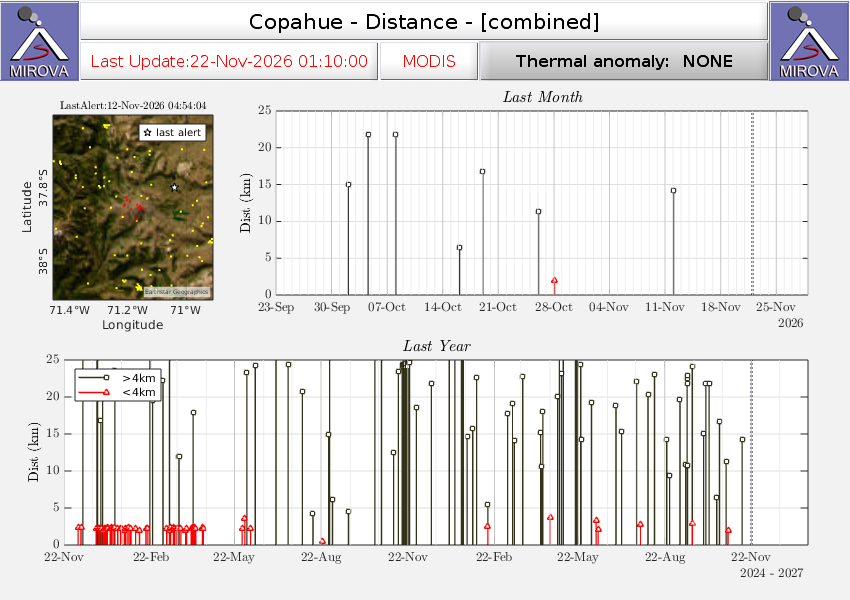 Copahue - Distance - [combined]
MIROVA
Last Update:22-Nov-2026 01:10:00
MODIS
Thermal anomaly: NONE
MIROVA
LastAlert:12-Nov-2026 04:54:04
last alert
Latitude
37.8°S
38°S
Earthstar Geographics
71.4°W
71.2°W
71°W
Longitude
Last Month
Dist (km)
25
20
15
10
5
0
23-Sep
30-Sep
07-Oct
14-Oct
21-Oct
28-Oct
04-Nov
11-Nov
18-Nov
25-Nov
2026
Last Year
Dist (km)
25
20
15
10
5
0
>4km
<4km
22-Nov
22-Feb
22-May
22-Aug
22-Nov
22-Feb
22-May
22-Aug
22-Nov
2024 - 2027